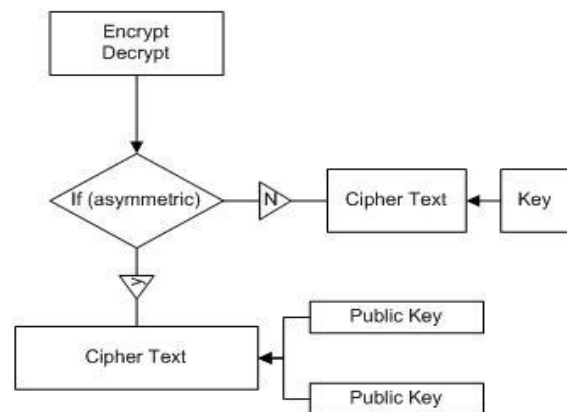 Encrypt
Decrypt
If (asymmetric)
N
Cipher Text
Key
y
Public Key
Cipher Text
Public Key